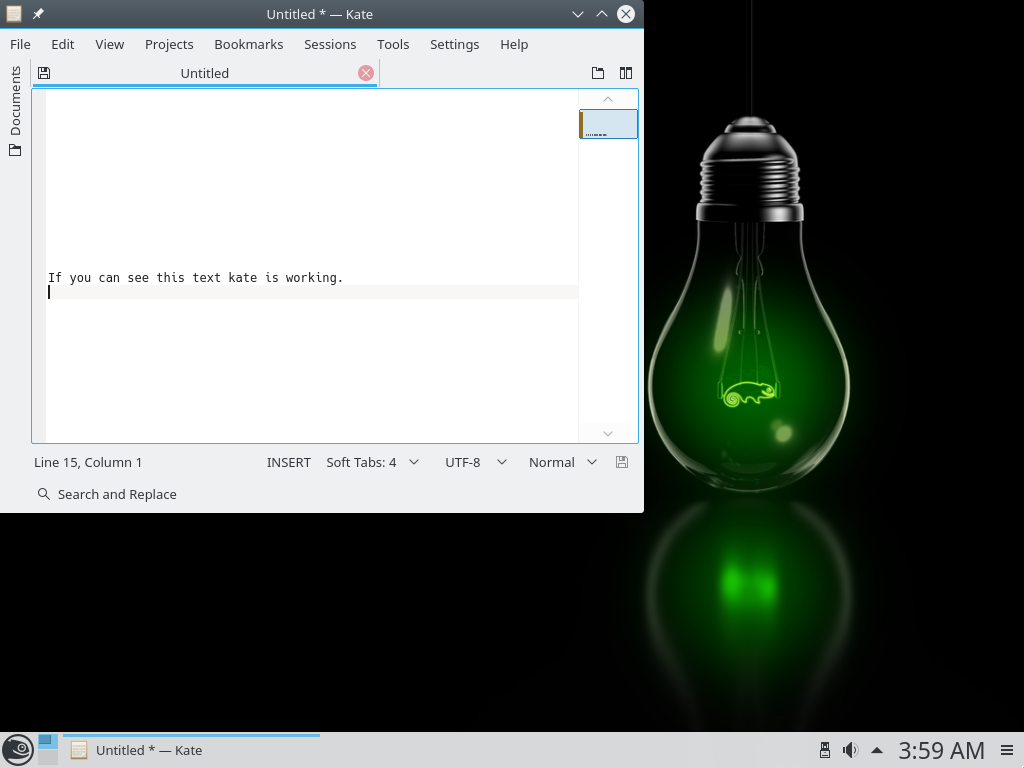 Untitled * — Kate
File Edit View Projects Bookmarks Sessions Tools Settings Help
Untitled
Documents
If you can see this text kate is working.
Line 15, Column 1 INSERT Soft Tabs: 4 UTF-8 Normal
Search and Replace
Untitled * — Kate 3:59 AM